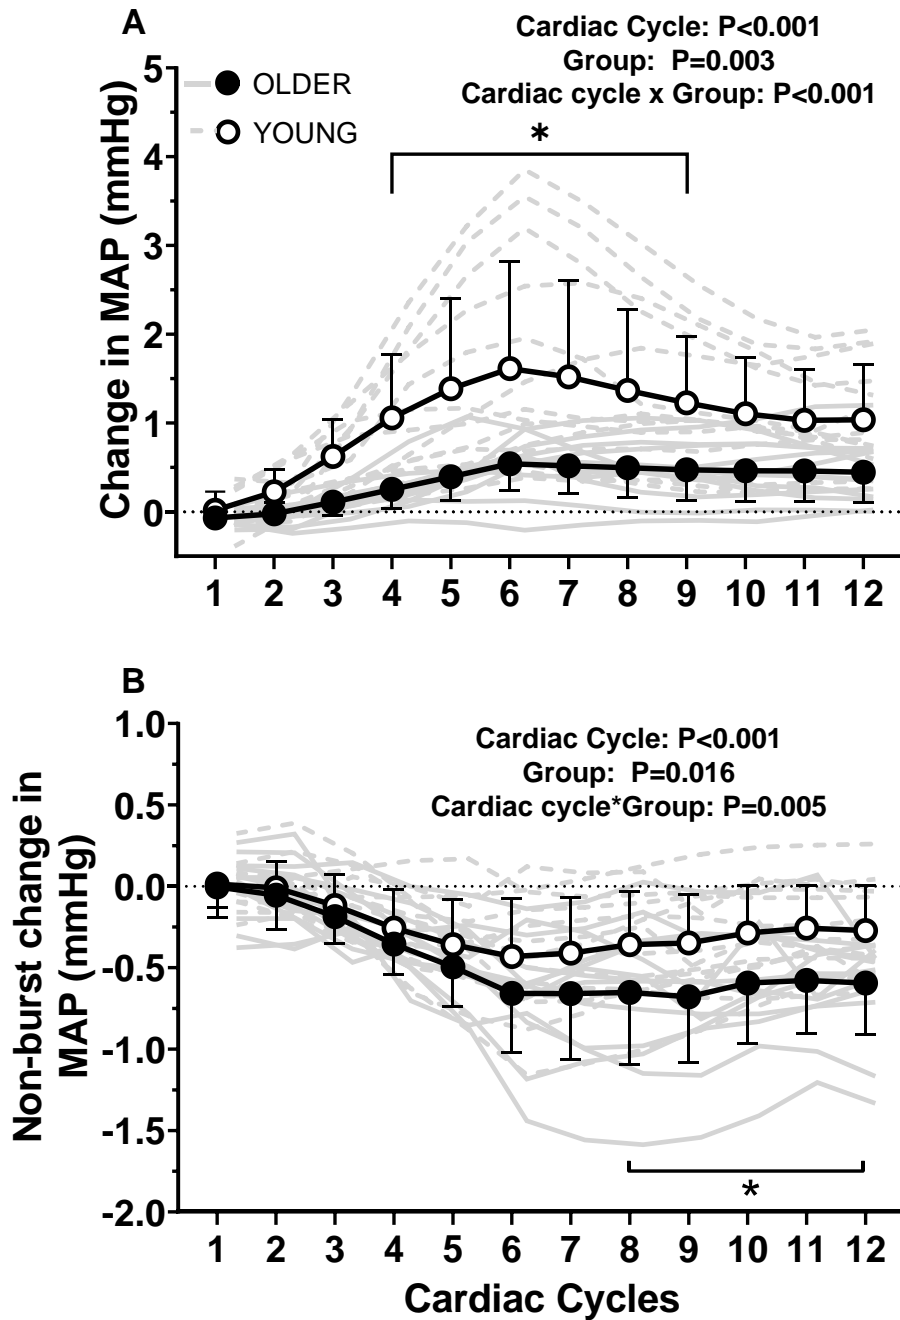 A
Cardiac Cycle: P<0.001
Group:  P=0.003
Cardiac cycle x Group: P<0.001
OLDER
YOUNG
*
Change in MAP (mmHg)
5
4
3
2
1
0
1 2 3 4 5 6 7 8 9 10 11 12
B
Cardiac Cycle: P<0.001
Group:  P=0.016
Cardiac cycle*Group: P=0.005
Non-burst change in
MAP (mmHg)
1.0
0.5
0.0
-0.5
-1.0
-1.5
-2.0
*
1 2 3 4 5 6 7 8 9 10 11 12
Cardiac Cycles